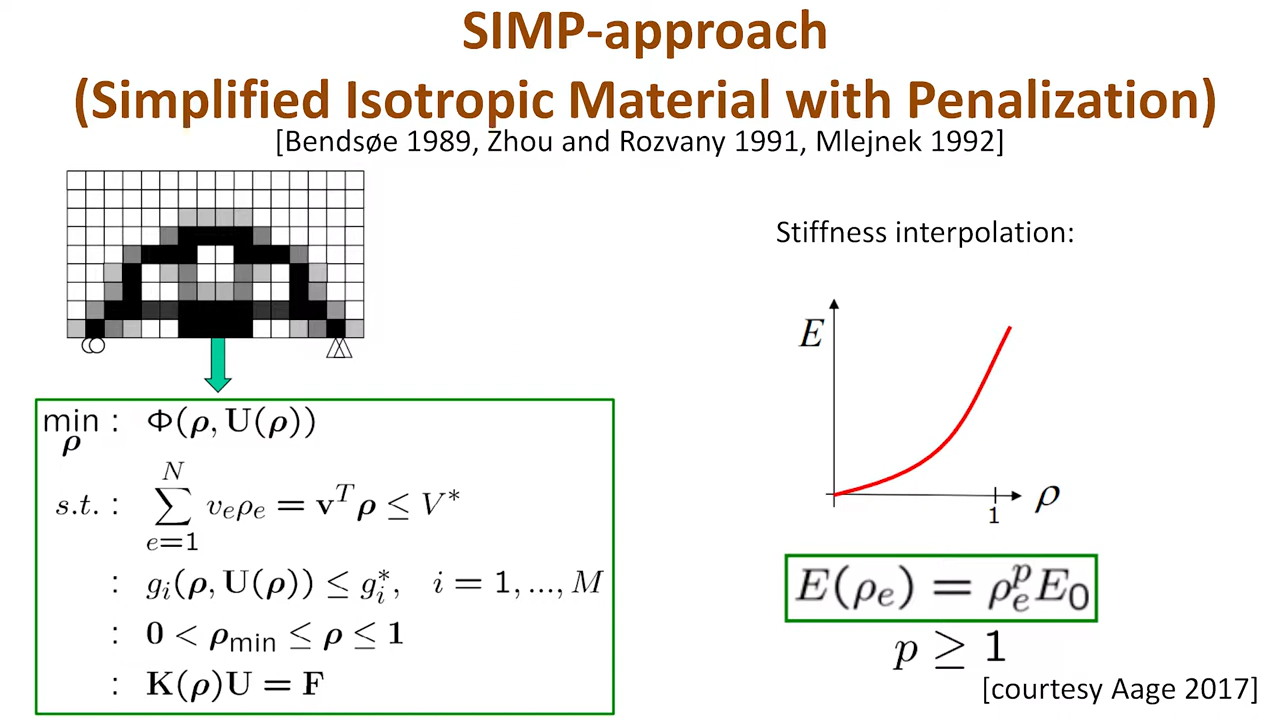 SIMP-approach
(Simplified Isotropic Material with Penalization)
[Bendsøe 1989, Zhou and Rozvany 1991, Mlejnek 1992]
Stiffness interpolation:
E
ρ
1
min : Φ(ρ, U(ρ))
ρ
s.t. : ∑_{e=1}^{N} v_e ρ_e = v^T ρ ≤ V*
: g_i(ρ, U(ρ)) ≤ g_i^*, i = 1, ..., M
: 0 < ρ_min ≤ ρ ≤ 1
: K(ρ)U = F
E(ρ_e) = ρ_e^p E_0
p ≥ 1
[courtesy Aage 2017]